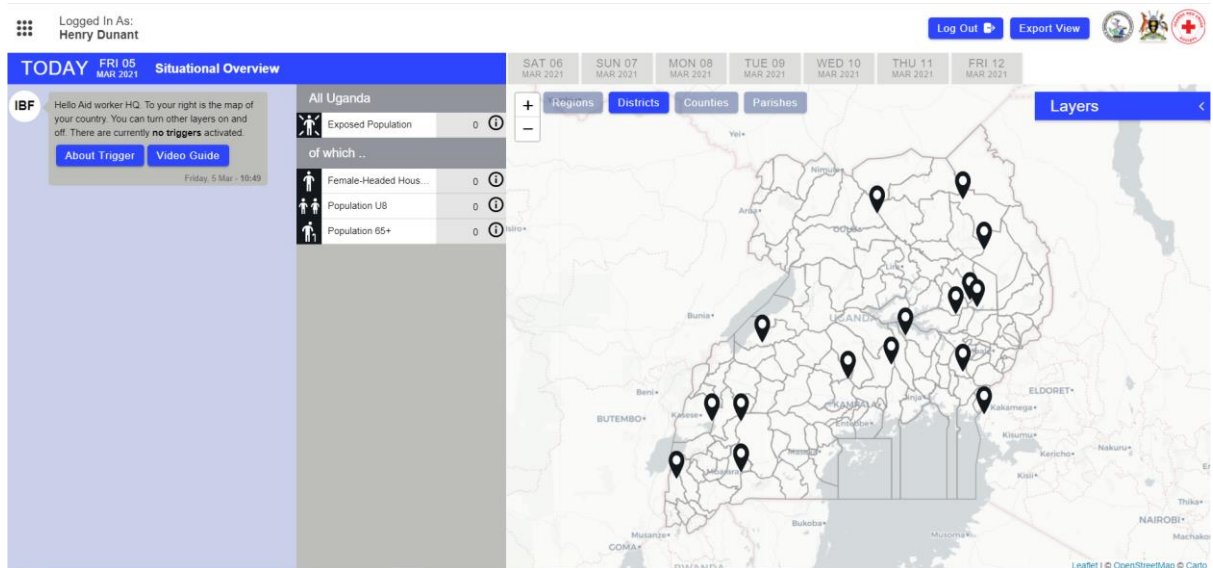 Logged In As:
Henry Dunant
Log Out
Export View
TODAY
FRI 05
MAR 2021
Situational Overview
SAT 06
MAR 2021
SUN 07
MAR 2021
MON 08
MAR 2021
TUE 09
MAR 2021
WED 10
MAR 2021
THU 11
MAR 2021
FRI 12
MAR 2021
IBF
Hello Aid worker HQ. To your right is the map of
your country. You can turn other layers on and
off. There are currently no triggers activated.
About Trigger
Video Guide
Friday, 5 Mar - 10:49
All Uganda
Exposed Population 0
of which ..
Female-Headed Hous... 0
Population U8 0
Population 65+ 0
+
−
Regions
Districts
Counties
Parishes
Layers
Yei
Nimule
Arua
Isiro
Bunia
UGANDA
Beni
BUTEMBO
Kasese
KAMPALA
Entebbe
Jinja
Mbale
ELDORET
Kakamega
Kisumu
Kericho
Nakuru
Kisii
Masaka
Mbarara
Bukoba
Musoma
Musanze
GOMA
RWANDA
Thika
NAIROBI
Machakos
Leaflet | © OpenStreetMap © Carto